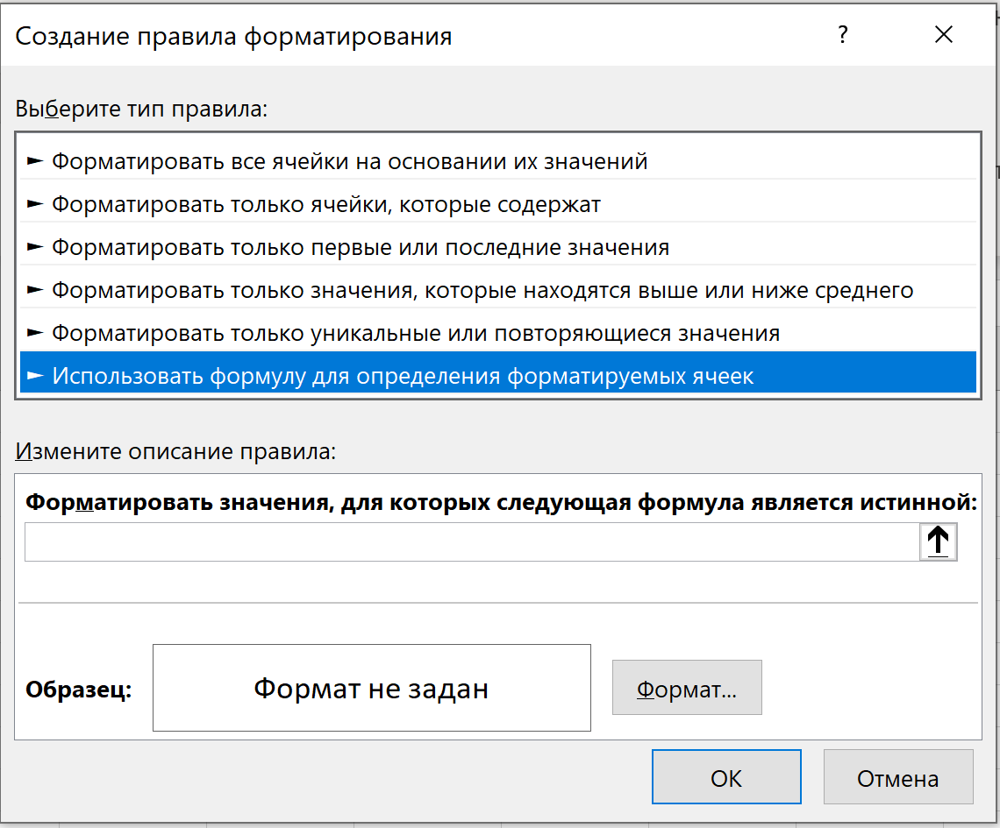 Создание правила форматирования
?
Выберите тип правила:
► Форматировать все ячейки на основании их значений
► Форматировать только ячейки, которые содержат
► Форматировать только первые или последние значения
► Форматировать только значения, которые находятся выше или ниже среднего
► Форматировать только уникальные или повторяющиеся значения
► Использовать формулу для определения форматируемых ячеек
Измените описание правила:
Форматировать значения, для которых следующая формула является истинной:
Образец:
Формат не задан
Формат...
ОК
Отмена